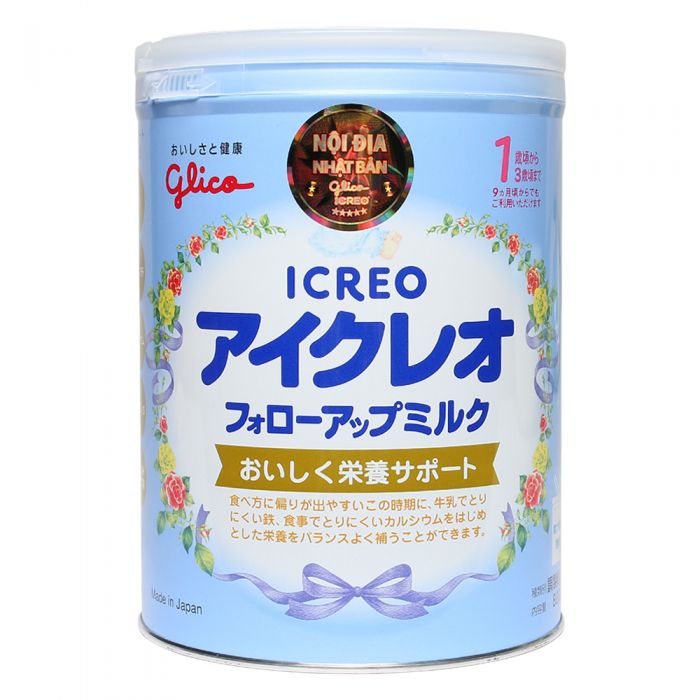 おいしさと健康
glico
NỘI ĐỊA
NHẬT BẢN
glico
ICREO
1歳頃から
3歳頃まで
9ヵ月頃からでも
ご利用いただけます
ICREO
アイクレオ
フォローアップミルク
おいしく栄養サポート
食べ方に偏りが出やすいこの時期に、牛乳でとり
にくい鉄、食事でとりにくいカルシウムをはじめ
とした栄養をバランスよく補うことができます。
Made in Japan
内容量